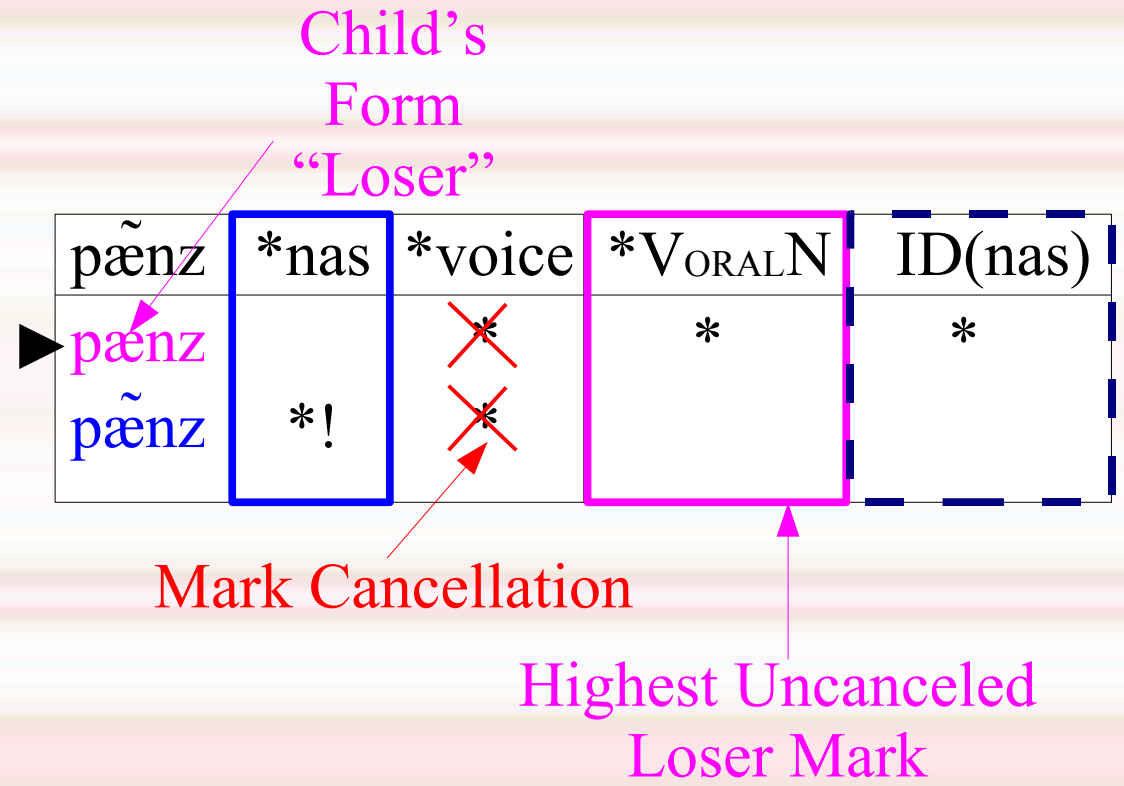 Child’s
Form
“Loser”
pæ̃nz *nas *voice *VORALN ID(nas)
►pænz * * *
pæ̃nz *! *
Mark Cancellation
Highest Uncanceled
Loser Mark